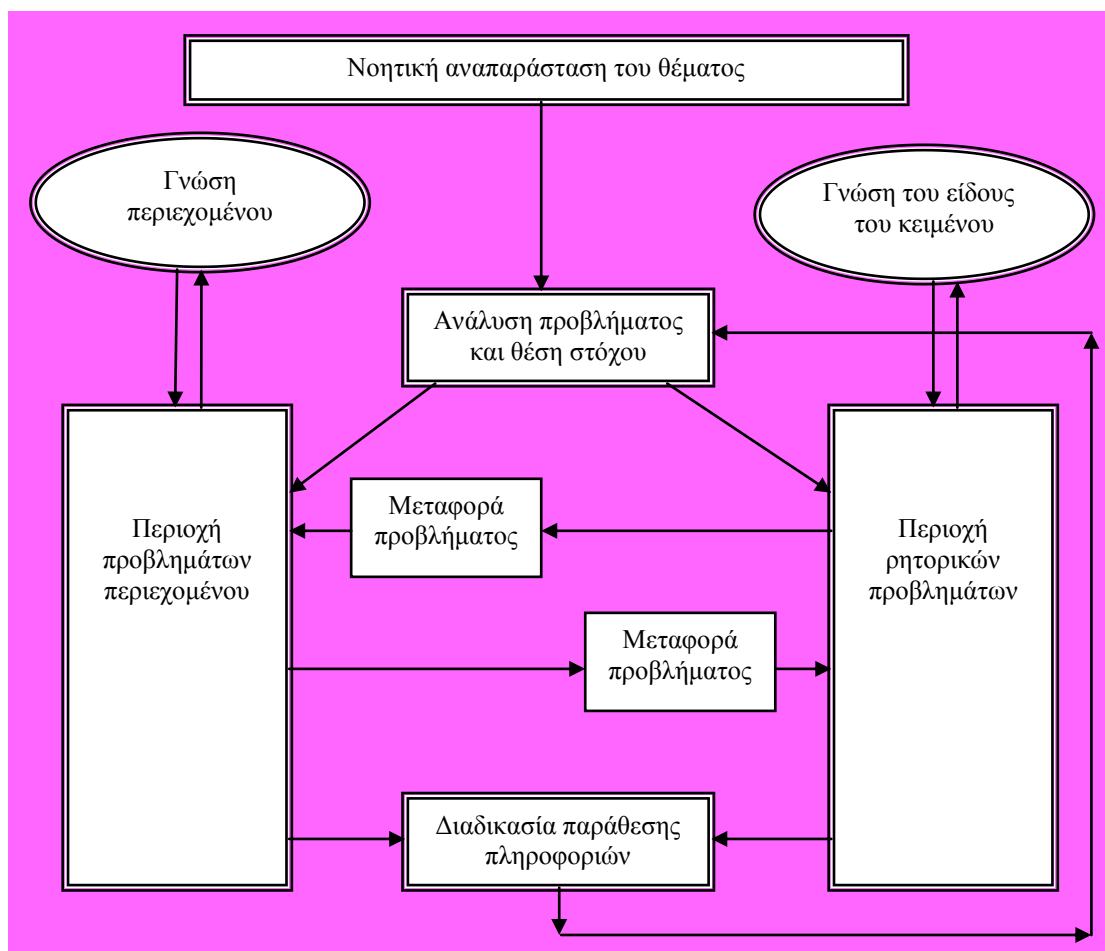 Νοητική αναπαράσταση του θέματος
Γνώση
περιεχομένου
Γνώση του είδους
του κειμένου
Ανάλυση προβλήματος
και θέση στόχου
Μεταφορά
προβλήματος
Περιοχή
προβλημάτων
περιεχομένου
Περιοχή
ρητορικών
προβλημάτων
Μεταφορά
προβλήματος
Διαδικασία παράθεσης
πληροφοριών